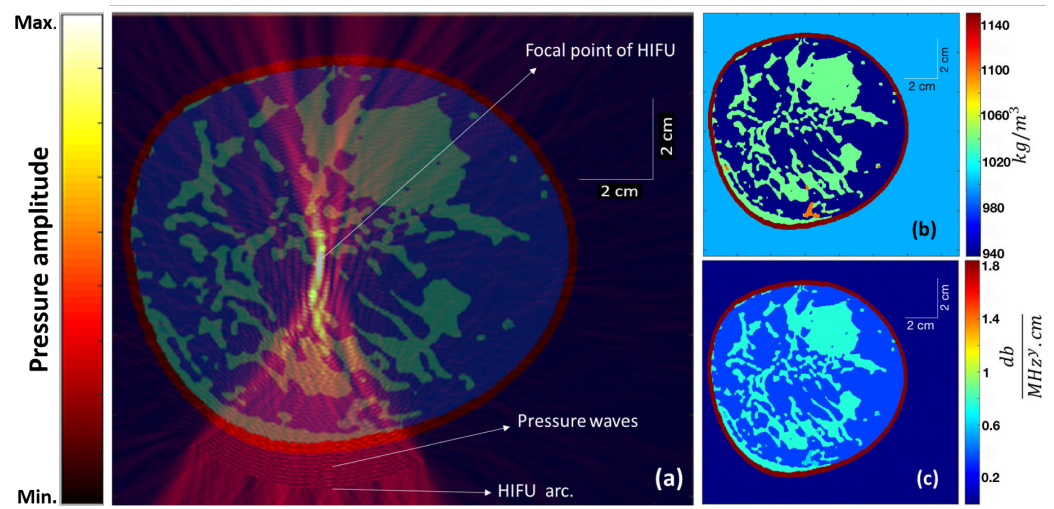 Max.
Pressure amplitude
Min.
Focal point of HIFU
2 cm
2 cm
Pressure waves
(a)
HIFU arc.
2 cm
2 cm
(b)
1140
1100
1060
1020
980
940
kg/m³
2 cm
2 cm
(c)
1.8
1.4
1
0.6
0.2
db
MHzʸ.cm